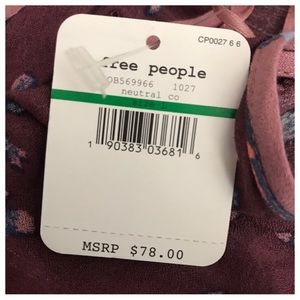 CP0027 6 6
free people
OB569966 1027
neutral co
1 90383 03681 6
MSRP $78.00